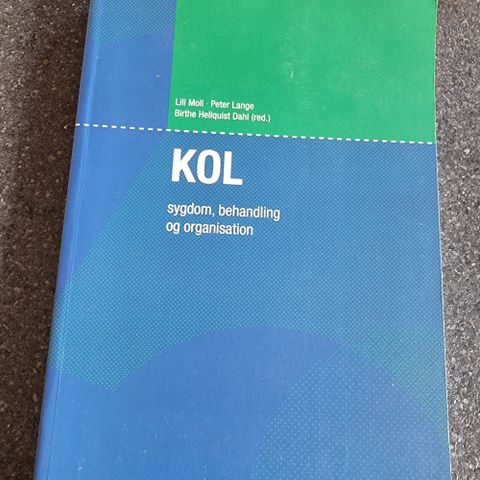 Lill Moll · Peter Lange
Birthe Hellquist Dahl (red.)
KOL
sygdom, behandling
og organisation